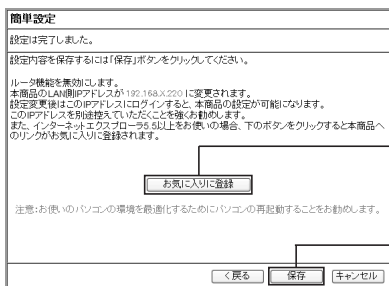 簡単設定
設定は完了しました。
設定内容を保存するには「保存」ボタンをクリックしてください。
ルータ機能を無効にします。
本商品のLAN側IPアドレスが192.168.X.220に変更されます。
設定変更後はこのIPアドレスにログインすると、本商品の設定が可能になります。
このIPアドレスを別途控えていただくことを強くお勧めします。
また、インターネットエクスプローラ5.5以上をお使いの場合、下のボタンをクリックすると本商品へ
のリンクがお気に入りに登録されます。
お気に入りに登録
注意:お使いのパソコンの環境を最適化するためにパソコンの再起動することをお勧めします。
<戻る 保存 キャンセル